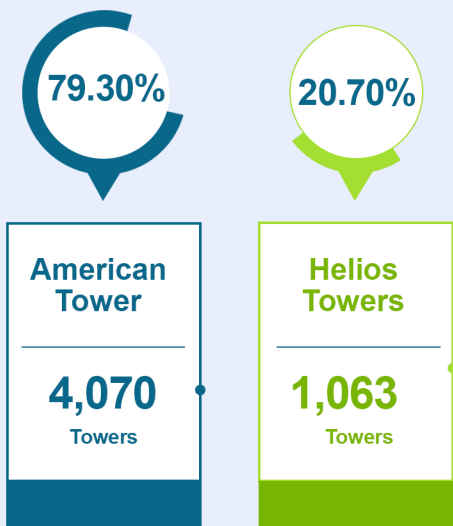 79.30%
20.70%
American
Tower
4,070
Towers
Helios
Towers
1,063
Towers